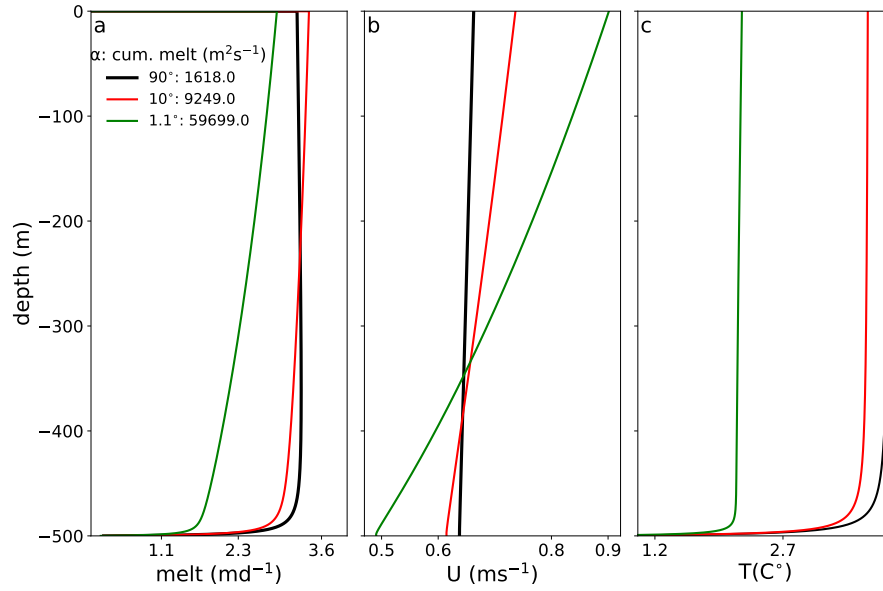 a
b
c
α: cum. melt (m²s⁻¹)
90°: 1618.0
10°: 9249.0
1.1°: 59699.0
0
−100
−200
−300
−400
−500
depth (m)
1.1
2.3
3.6
melt (md⁻¹)
0.5
0.6
0.8
0.9
U (ms⁻¹)
1.2
2.7
T(C°)